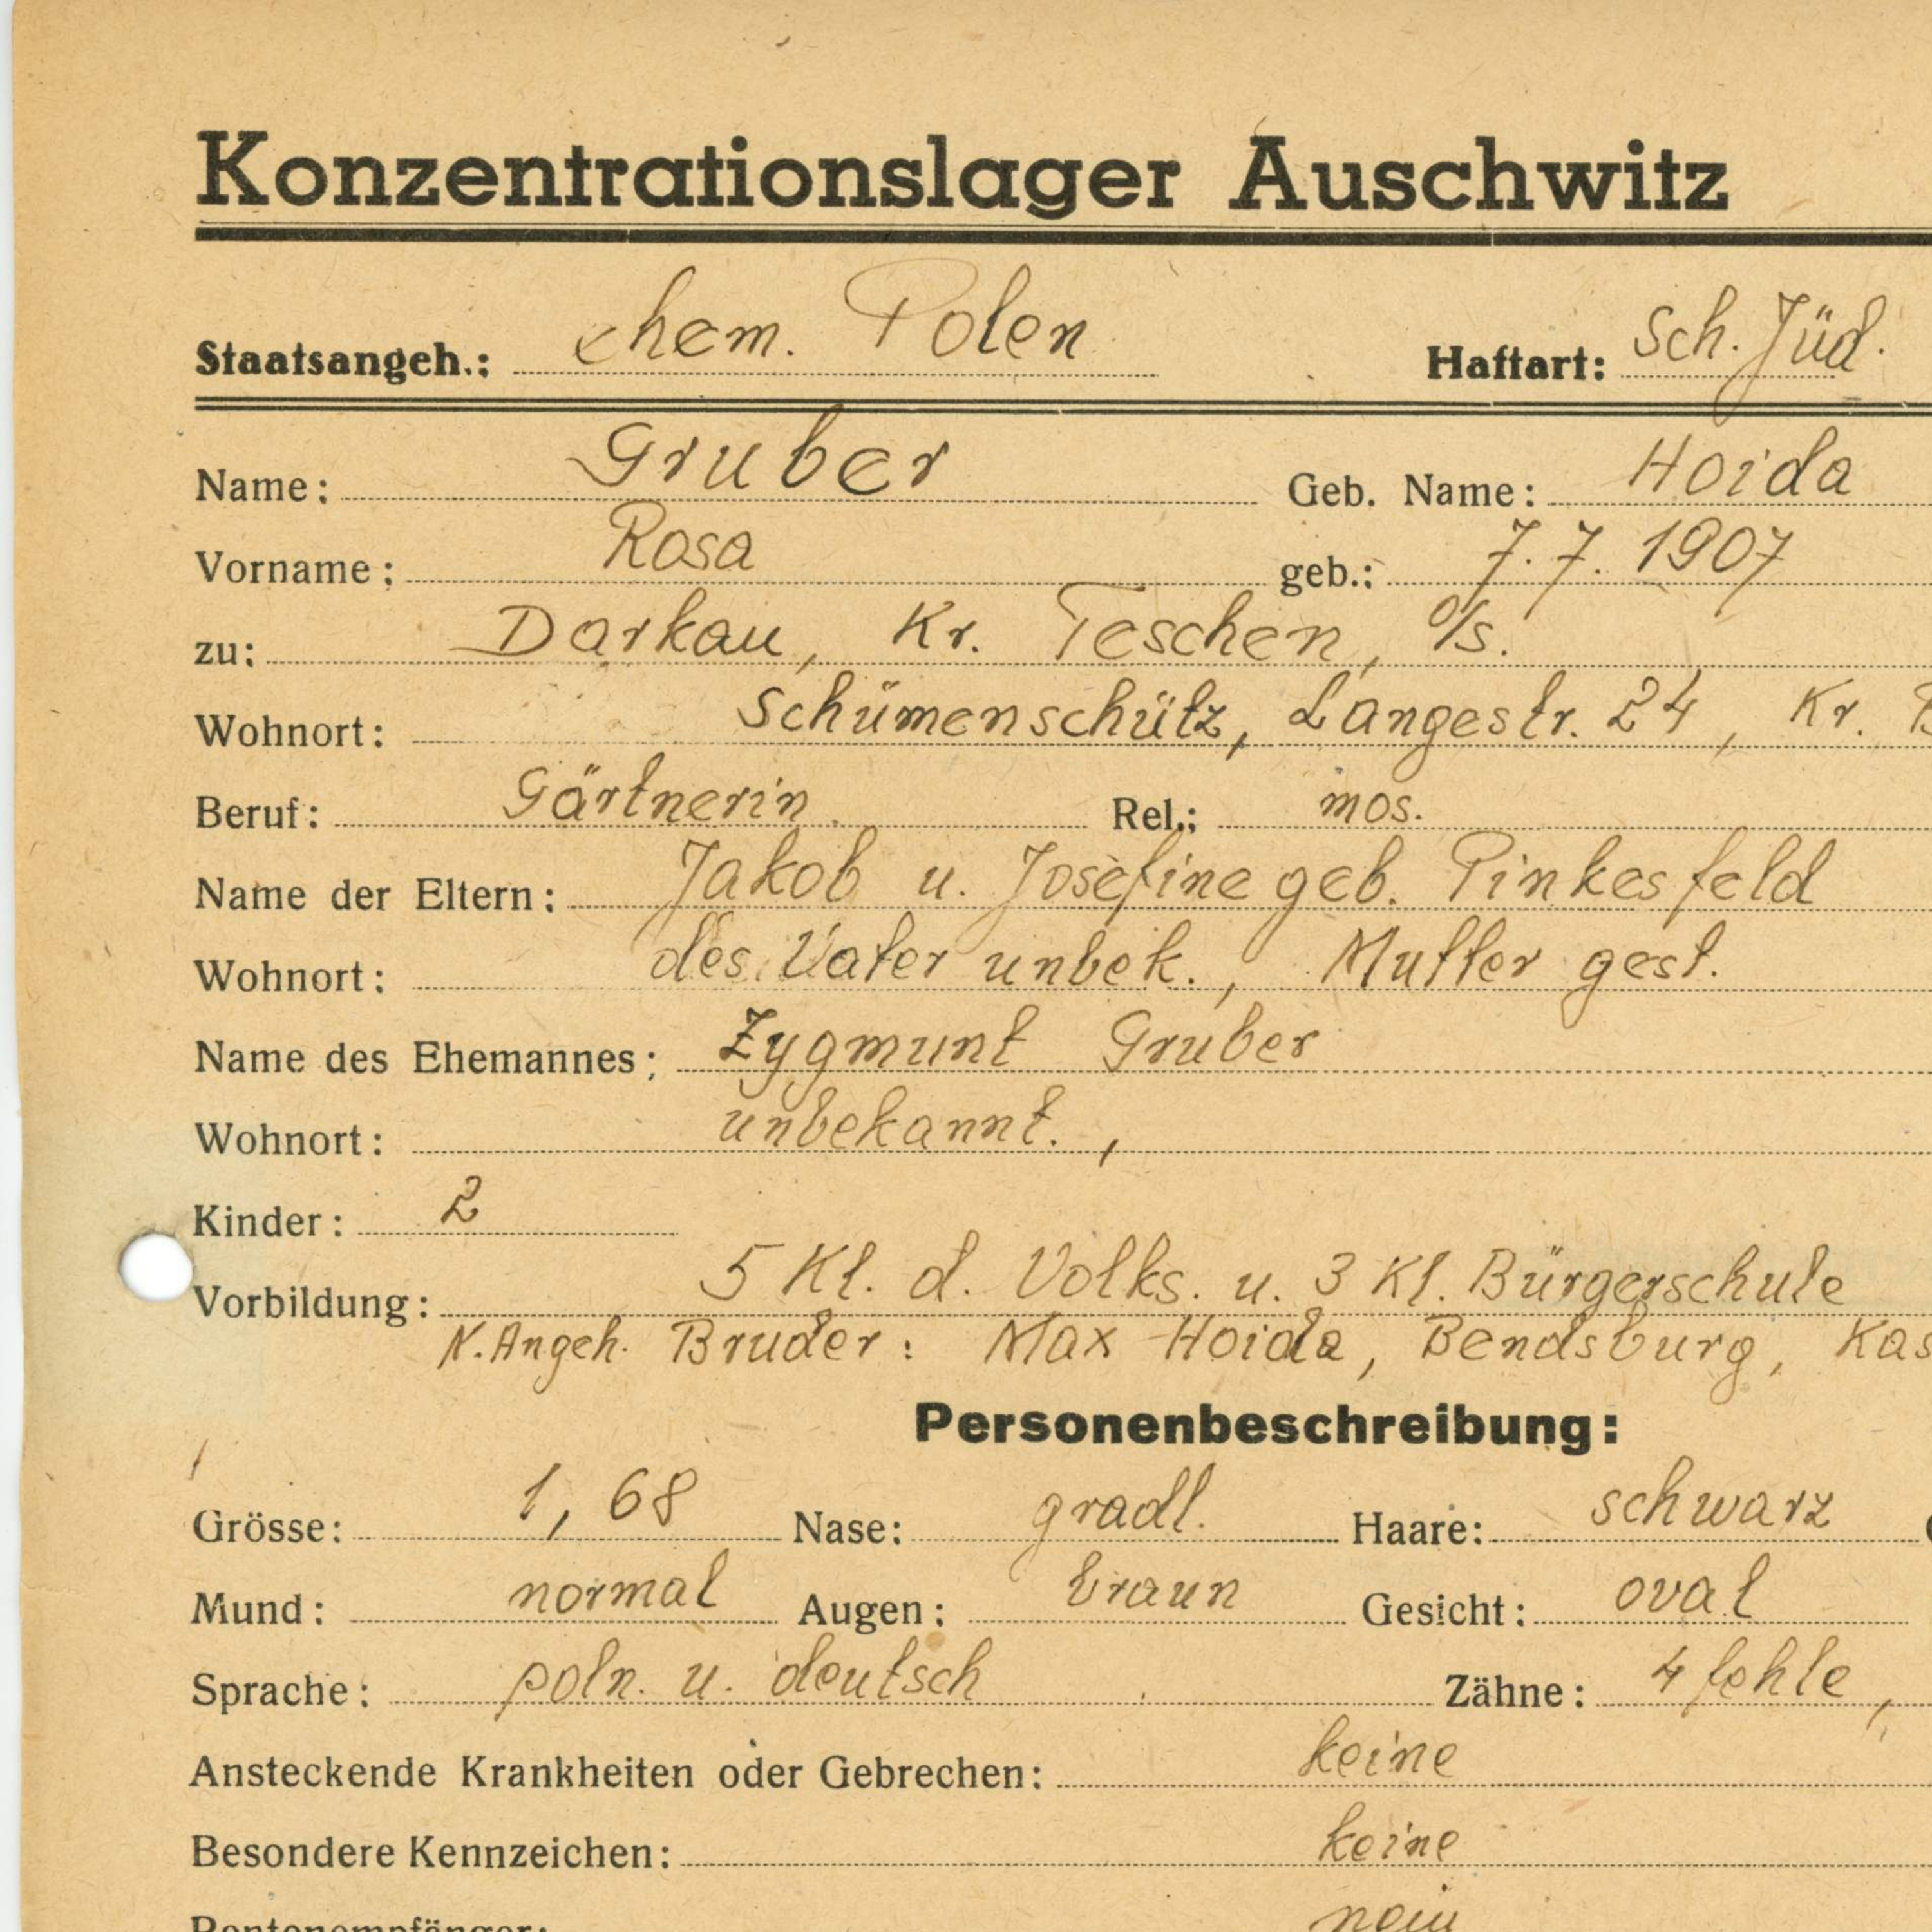 Konzentrationslager Auschwitz
Staatsangeh.: ehem. Polen Haftart: Sch. Jüd.
Name: Gruber Geb. Name: Hoida
Vorname: Rosa geb.: 7.7. 1907
zu: Darkau, Kr. Teschen, O/S.
Wohnort: Schümenschütz, Langestr. 24, Kr.
Beruf: Gärtnerin Rel.: mos.
Name der Eltern: Jakob u. Josefine geb. Pinkesfeld
Wohnort: des Vater unbek., Mutter gest.
Name des Ehemannes: Zygmunt Gruber
Wohnort: unbekannt.,
Kinder: 2
Vorbildung: 5 Kl. d. Volks. u. 3 Kl. Bürgerschule
N. Angeh. Bruder: Max Hoida, Bendsburg, Kas
Personenbeschreibung:
Grösse: 1,68 Nase: gradl. Haare: schwarz
Mund: normal Augen: braun Gesicht: oval
Sprache: poln. u. deutsch Zähne: 4 fehle,
Ansteckende Krankheiten oder Gebrechen: keine
Besondere Kennzeichen: keine
Rentenempfänger: nein